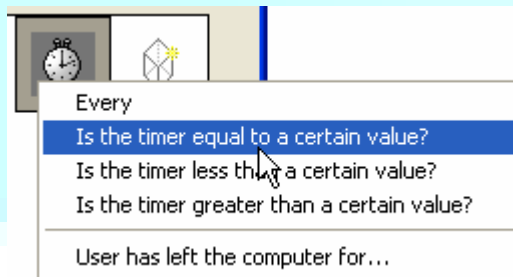 Every
Is the timer equal to a certain value?
Is the timer less than a certain value?
Is the timer greater than a certain value?
User has left the computer for...